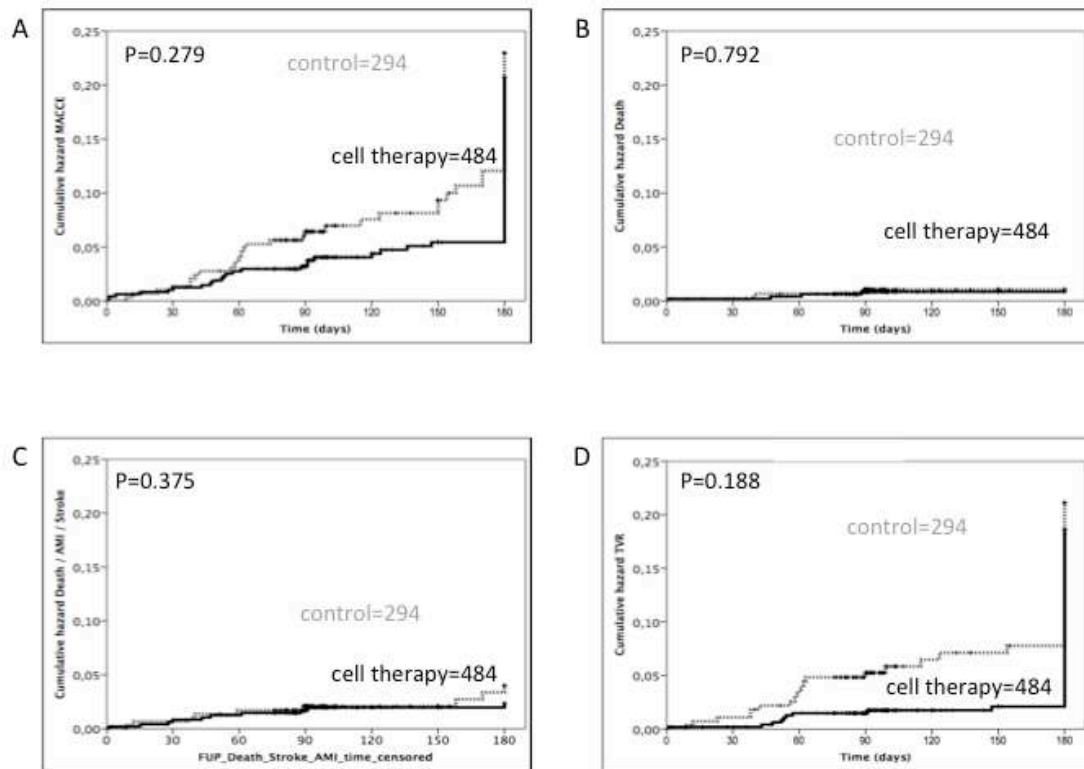 A
P=0.279
control=294
cell therapy=484
Cumulative hazard MACCE
0,25
0,20
0,15
0,10
0,05
0,00
0 30 60 90 120 150 180
Time (days)
B
P=0.792
control=294
cell therapy=484
Cumulative hazard Death
0,25
0,20
0,15
0,10
0,05
0,00
0 30 60 90 120 150 180
Time (days)
C
P=0.375
control=294
cell therapy=484
Cumulative hazard Death / AMI / Stroke
0,25
0,20
0,15
0,10
0,05
0,00
0 30 60 90 120 150 180
FUP_Death_Stroke_AMI_time_censored
D
P=0.188
control=294
cell therapy=484
Cumulative hazard TVR
0,25
0,20
0,15
0,10
0,05
0,00
0 30 60 90 120 150 180
Time (days)